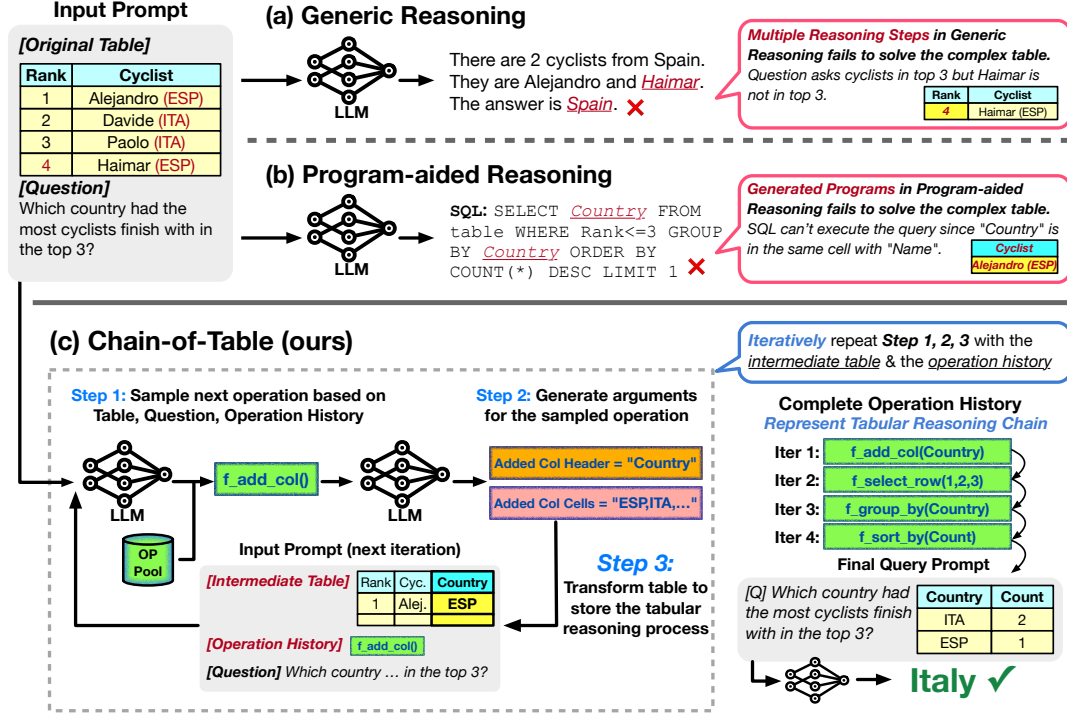 Input Prompt
[Original Table]
Rank Cyclist
1 Alejandro (ESP)
2 Davide (ITA)
3 Paolo (ITA)
4 Haimar (ESP)
[Question]
Which country had the
most cyclists finish with in
the top 3?
(a) Generic Reasoning
LLM
There are 2 cyclists from Spain.
They are Alejandro and Haimar.
The answer is Spain.
Multiple Reasoning Steps in Generic
Reasoning fails to solve the complex table.
Question asks cyclists in top 3 but Haimar is
not in top 3.
Rank Cyclist
4 Haimar (ESP)
(b) Program-aided Reasoning
LLM
SQL: SELECT Country FROM
table WHERE Rank<=3 GROUP
BY Country ORDER BY
COUNT(*) DESC LIMIT 1
Generated Programs in Program-aided
Reasoning fails to solve the complex table.
SQL can't execute the query since "Country" is
in the same cell with "Name".
Cyclist
Alejandro (ESP)
(c) Chain-of-Table (ours)
Step 1: Sample next operation based on
Table, Question, Operation History
LLM
OP
Pool
f_add_col()
Step 2: Generate arguments
for the sampled operation
LLM
Added Col Header = "Country"
Added Col Cells = "ESP,ITA,..."
Step 3:
Transform table to
store the tabular
reasoning process
Input Prompt (next iteration)
[Intermediate Table]
Rank Cyc. Country
1 Alej. ESP
[Operation History] f_add_col()
[Question] Which country ... in the top 3?
Iteratively repeat Step 1, 2, 3 with the
intermediate table & the operation history
Complete Operation History
Represent Tabular Reasoning Chain
Iter 1: f_add_col(Country)
Iter 2: f_select_row(1,2,3)
Iter 3: f_group_by(Country)
Iter 4: f_sort_by(Count)
Final Query Prompt
[Q] Which country had
the most cyclists finish
with in the top 3?
Country Count
ITA 2
ESP 1
LLM
Italy ✓